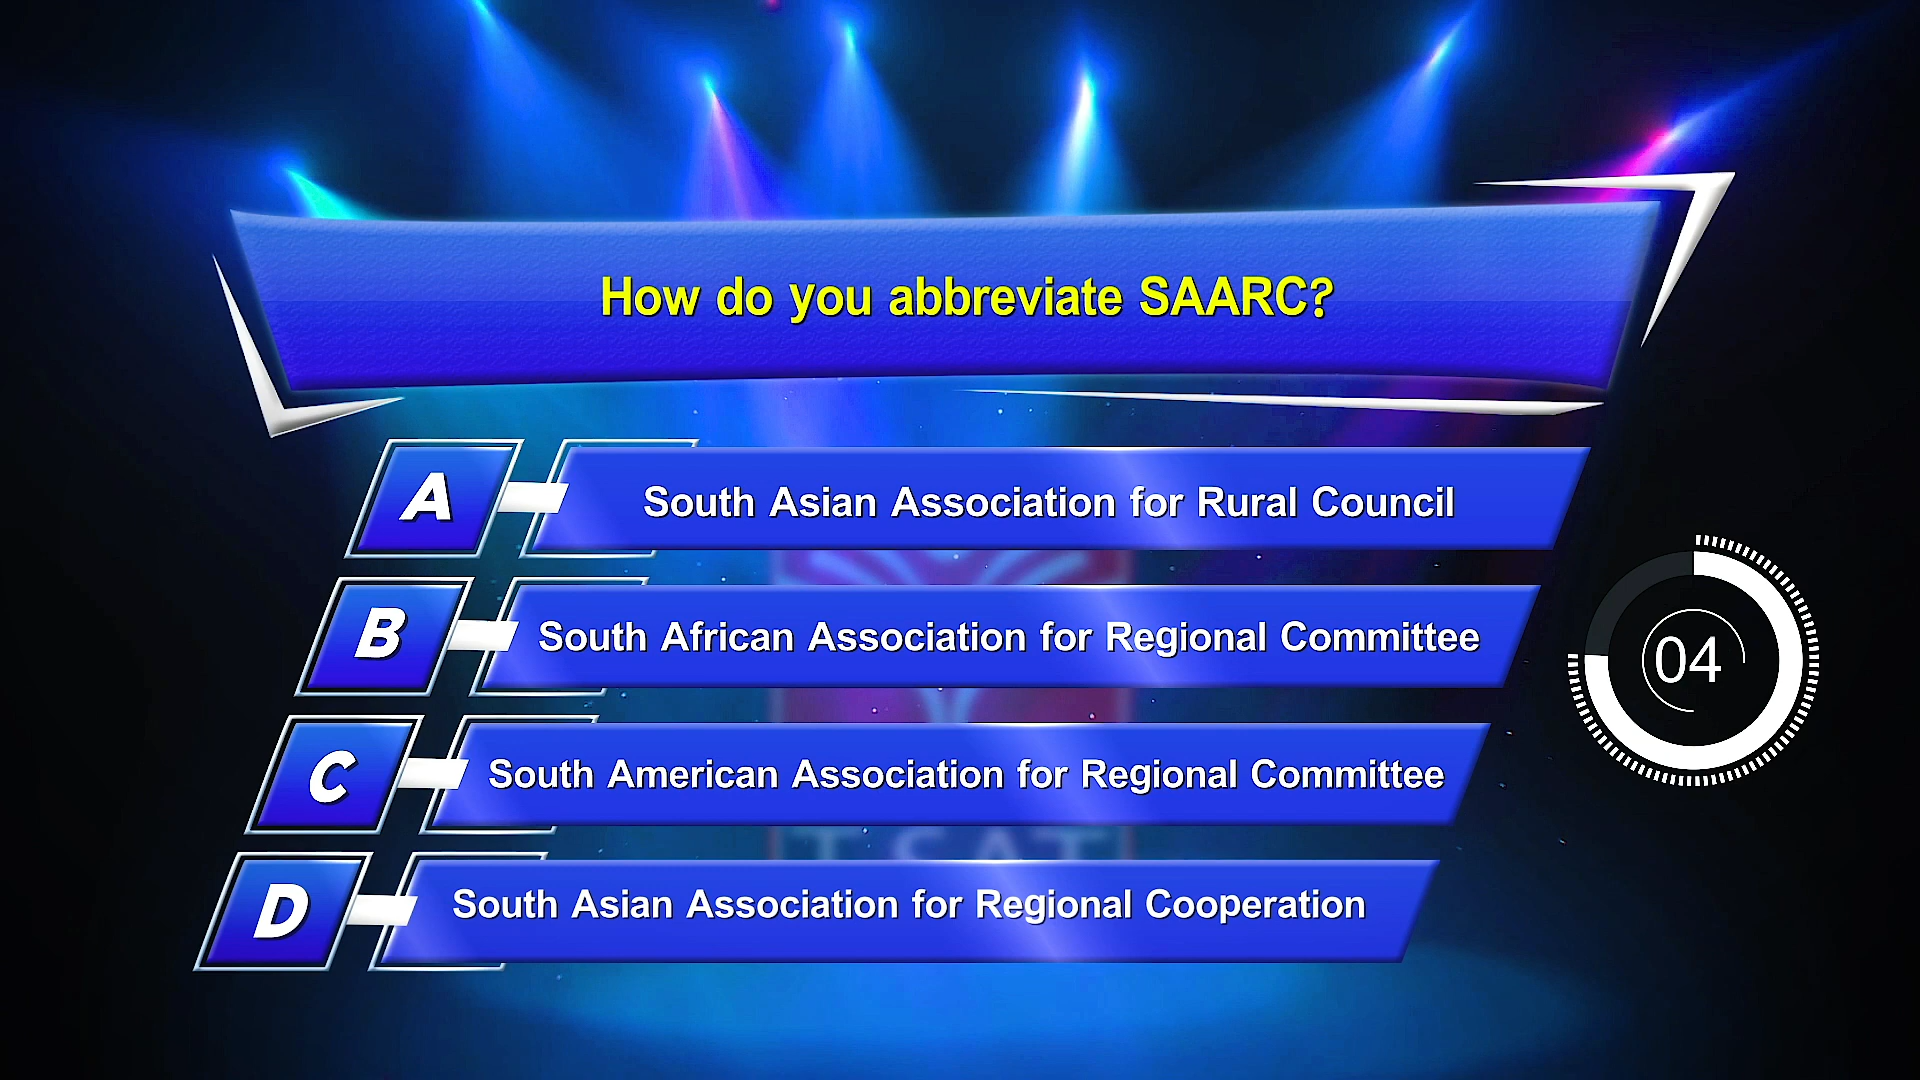 How do you abbreviate SAARC?
A South Asian Association for Rural Council
B South African Association for Regional Committee
04
C South American Association for Regional Committee
TSAT
D South Asian Association for Regional Cooperation